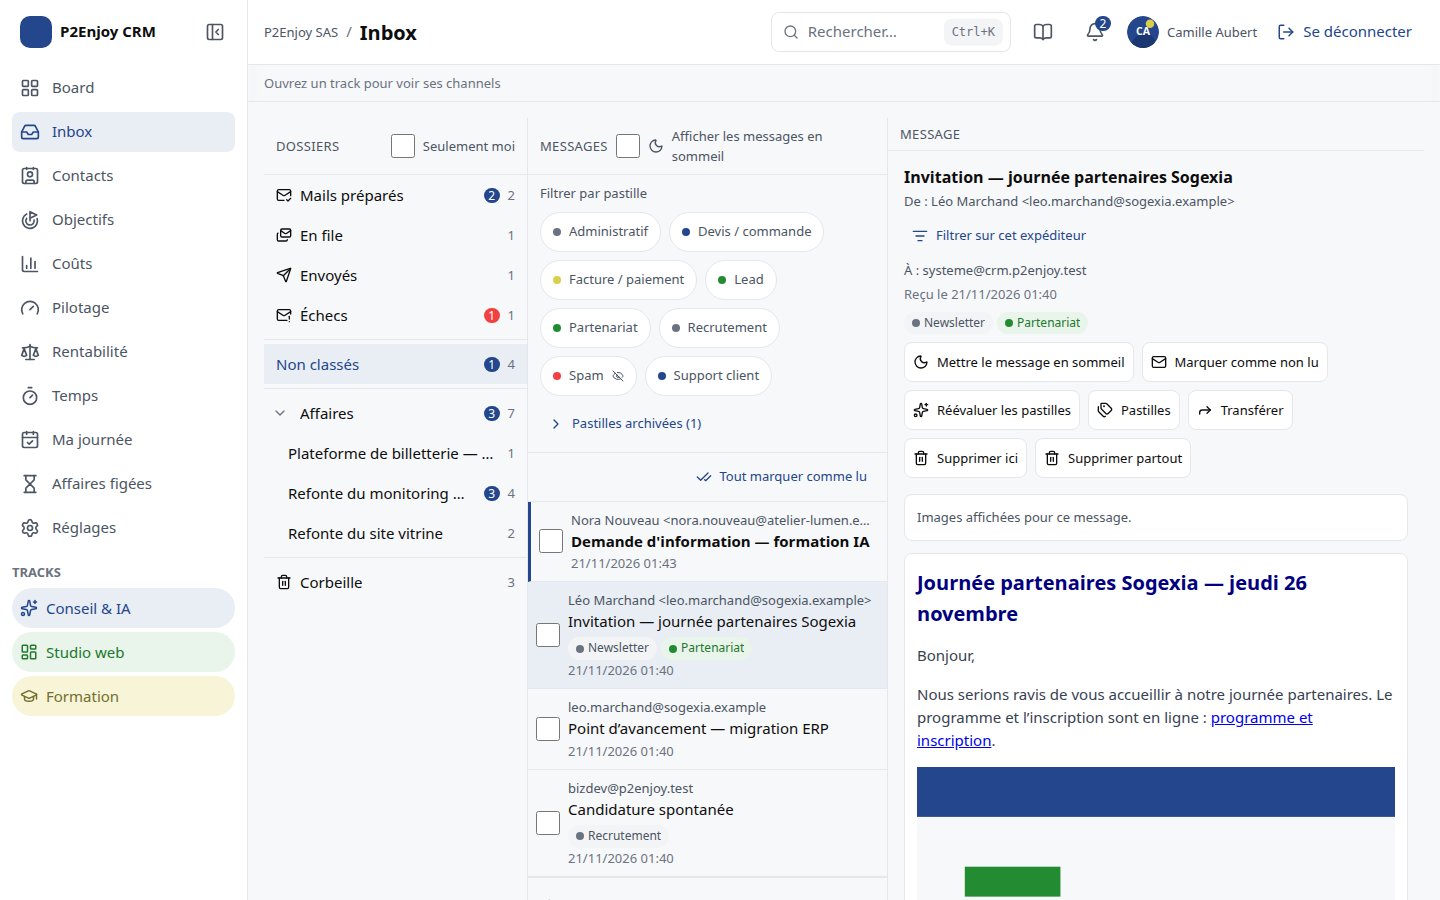 P2Enjoy CRM
Board
Inbox
Contacts
Objectifs
Coûts
Pilotage
Rentabilité
Temps
Ma journée
Affaires figées
Réglages
TRACKS
Conseil & IA
Studio web
Formation
P2Enjoy SAS / Inbox
Rechercher... Ctrl+K
2
CA Camille Aubert
Se déconnecter
Ouvrez un track pour voir ses channels
DOSSIERS Seulement moi
Mails préparés 2 2
En file 1
Envoyés 1
Échecs 1 1
Non classés 1 4
Affaires 3 7
Plateforme de billetterie — ... 1
Refonte du monitoring ... 3 4
Refonte du site vitrine 2
Corbeille 3
MESSAGES Afficher les messages en
sommeil
Filtrer par pastille
Administratif Devis / commande
Facture / paiement Lead
Partenariat Recrutement
Spam Support client
Pastilles archivées (1)
Tout marquer comme lu
Nora Nouveau <nora.nouveau@atelier-lumen.e...
Demande d'information — formation IA
21/11/2026 01:43
Léo Marchand <leo.marchand@sogexia.example>
Invitation — journée partenaires Sogexia
Newsletter Partenariat
21/11/2026 01:40
leo.marchand@sogexia.example
Point d’avancement — migration ERP
21/11/2026 01:40
bizdev@p2enjoy.test
Candidature spontanée
Recrutement
21/11/2026 01:40
MESSAGE
Invitation — journée partenaires Sogexia
De : Léo Marchand <leo.marchand@sogexia.example>
Filtrer sur cet expéditeur
À : systeme@crm.p2enjoy.test
Reçu le 21/11/2026 01:40
Newsletter Partenariat
Mettre le message en sommeil Marquer comme non lu
Réévaluer les pastilles Pastilles Transférer
Supprimer ici Supprimer partout
Images affichées pour ce message.
Journée partenaires Sogexia — jeudi 26
novembre
Bonjour,
Nous serions ravis de vous accueillir à notre journée partenaires. Le
programme et l’inscription sont en ligne : programme et
inscription.